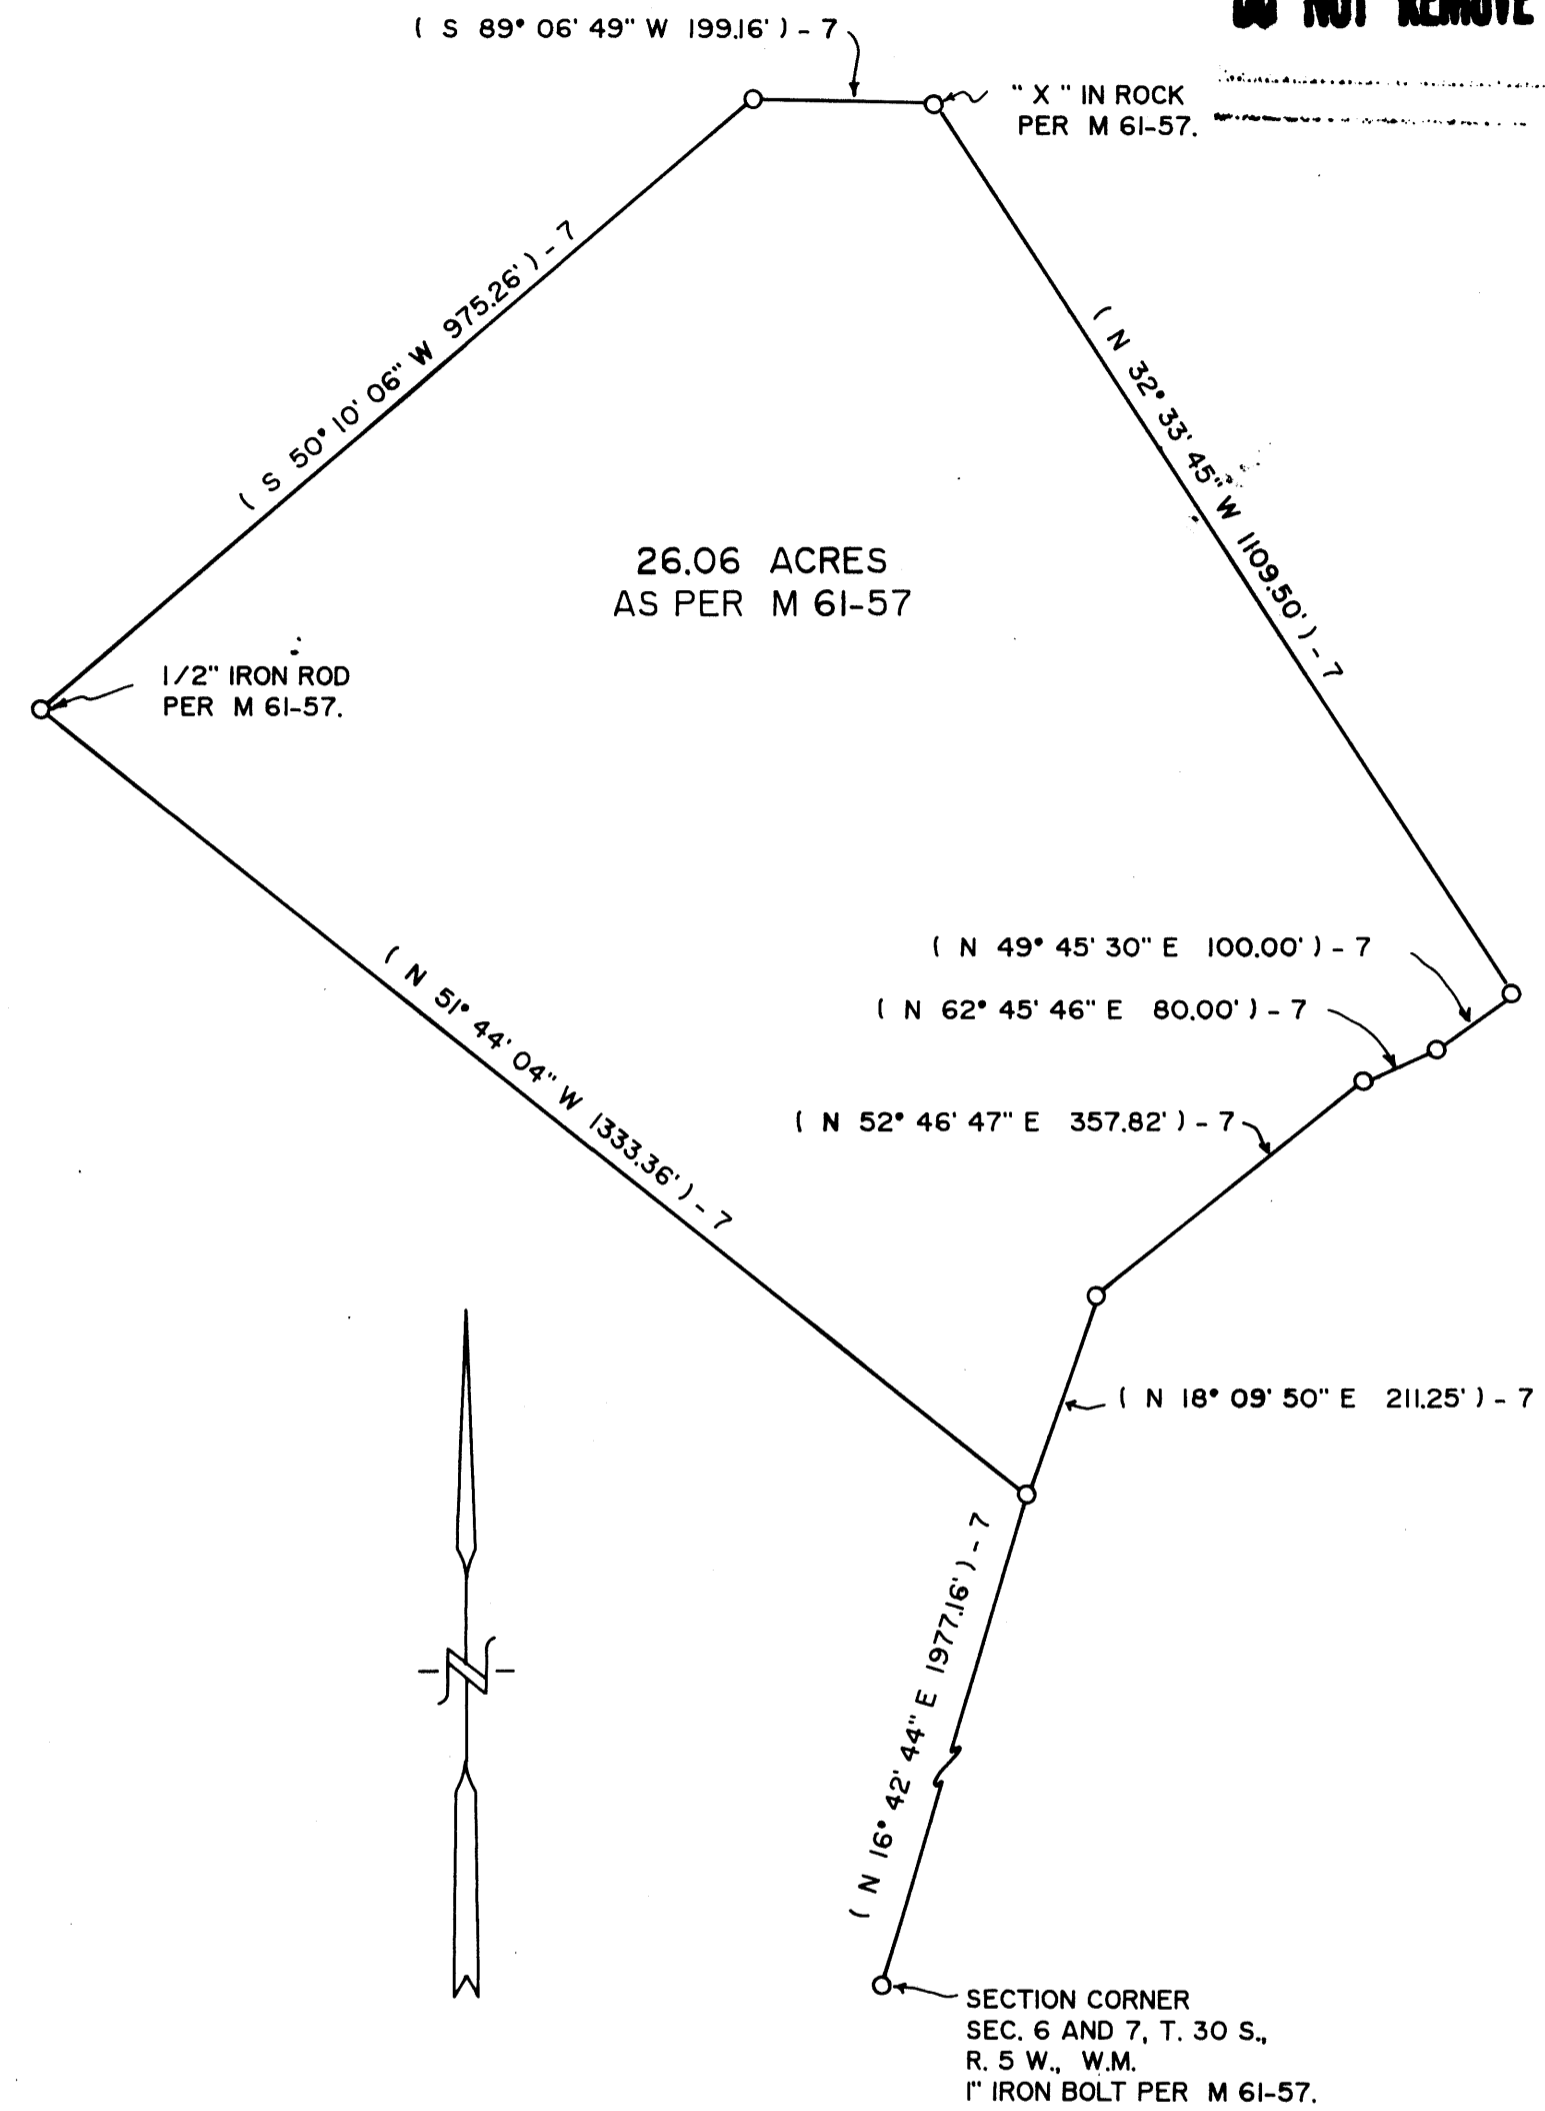 DO NOT REMOVE
( S 89° 06' 49" W 199.16' ) - 7
" X " IN ROCK
PER M 61-57.
( S 50° 10' 06" W 975.26' ) - 7
( N 32° 33' 45" W 1109.50' ) - 7
26.06 ACRES
AS PER M 61-57
1/2" IRON ROD
PER M 61-57.
( N 49° 45' 30" E 100.00' ) - 7
( N 62° 45' 46" E 80.00' ) - 7
( N 51° 44' 04" W 1333.36' ) - 7
( N 52° 46' 47" E 357.82' ) - 7
( N 18° 09' 50" E 211.25' ) - 7
( N 16° 42' 44" E 1977.16' ) - 7
-N-
SECTION CORNER
SEC. 6 AND 7, T. 30 S.,
R. 5 W., W.M.
1" IRON BOLT PER M 61-57.